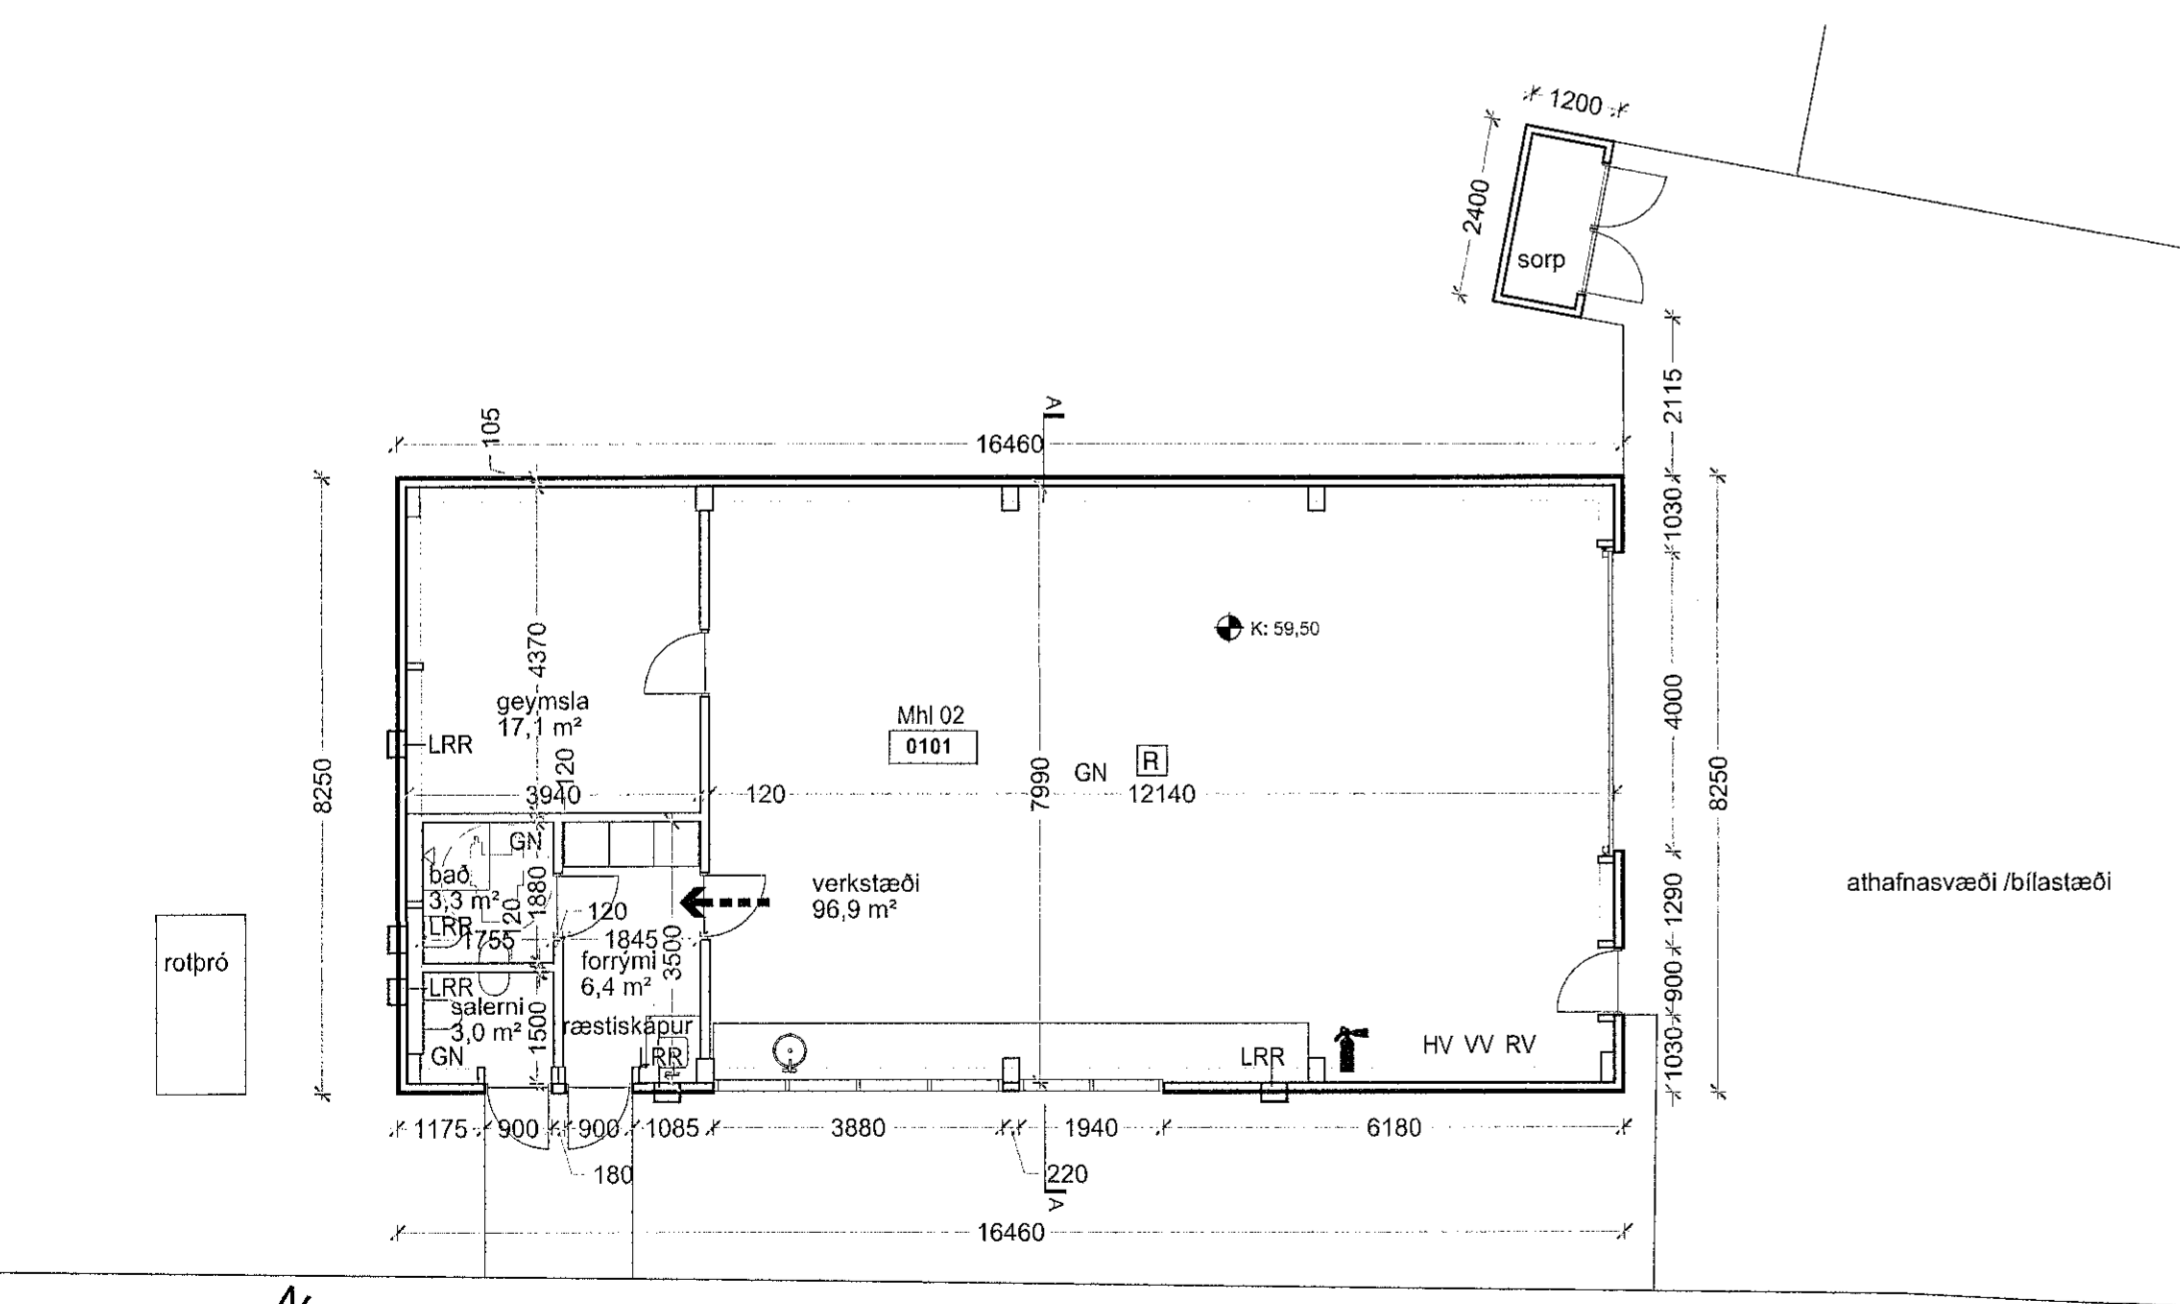 1200
2400
sorp
2115
105
A
16460
1030
K: 59,50
4370
geymsla
17,1 m²
Mhl 02
0101
LRR
R
GN
4000
8250
120
3940
120
7990
12140
8250
GN
bað
3,3 m²
1880
120
120
LRR
1755
1845
3500
verkstæði
96,9 m²
1290
athafnasvæði /bílastæði
rotþró
forrými
6,4 m²
LRR
salerni
3,0 m²
1500
ræstiskápur
GN
LRR
LRR
HV VV RV
900
1030
1175
900
900
1085
3880
1940
6180
180
220
A
16460